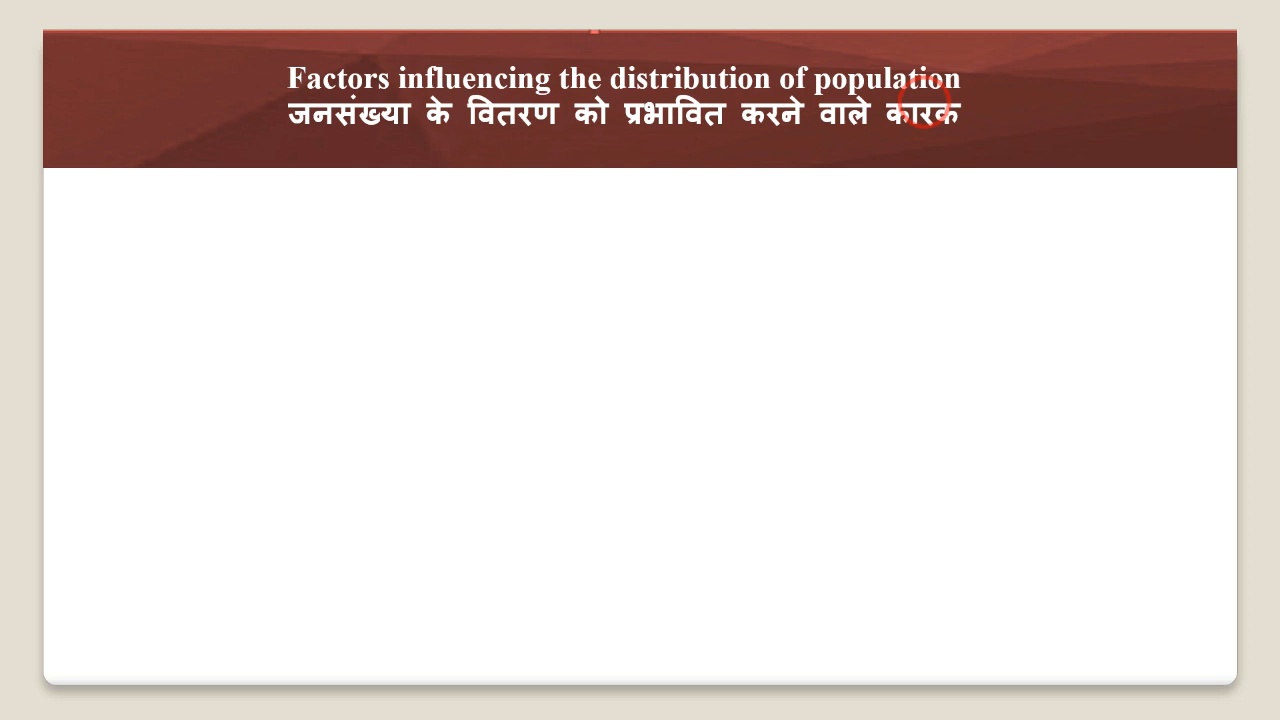 Factors influencing the distribution of population
जनसंख्या के वितरण को प्रभावित करने वाले कारक